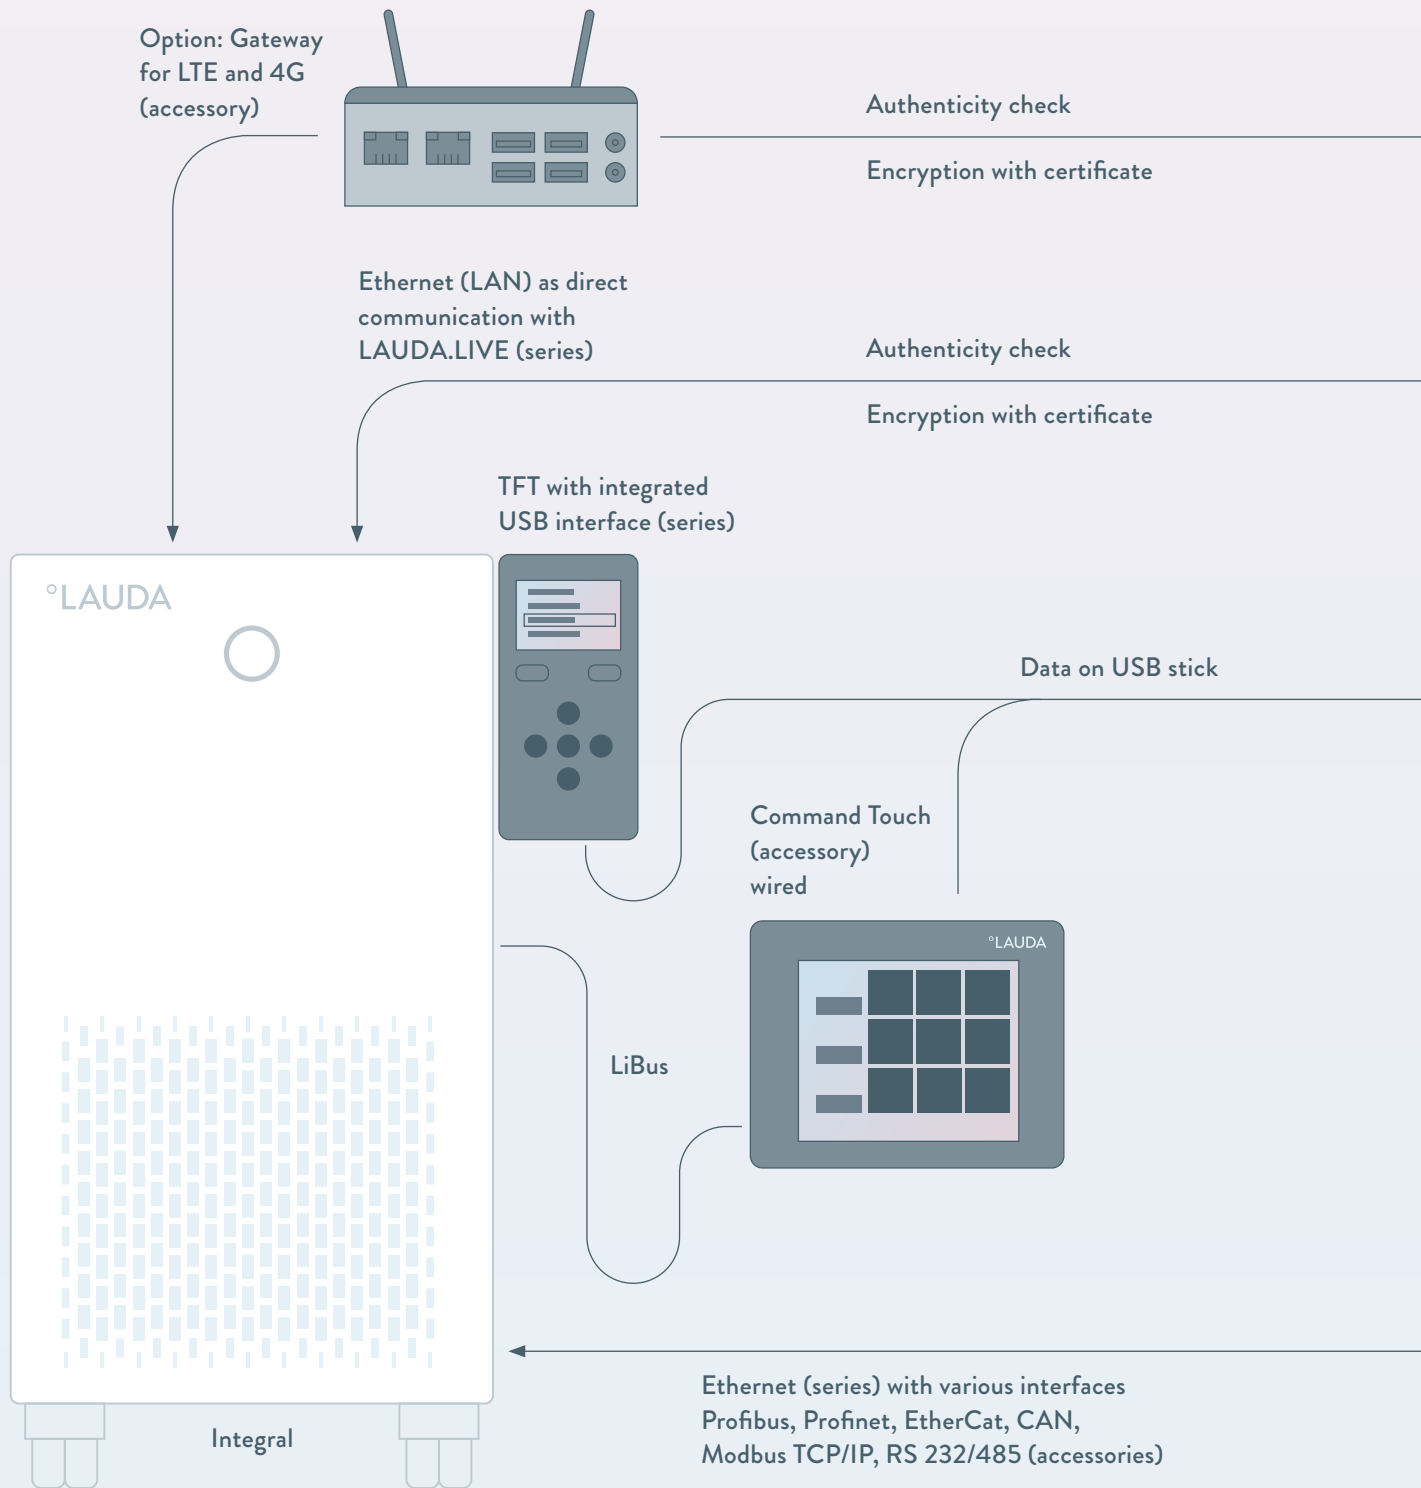 Option: Gateway
for LTE and 4G
(accessory)
Authenticity check
Encryption with certificate
Ethernet (LAN) as direct
communication with
LAUDA.LIVE (series)
Authenticity check
Encryption with certificate
TFT with integrated
USB interface (series)
°LAUDA
Data on USB stick
Command Touch
(accessory)
wired
°LAUDA
LiBus
Ethernet (series) with various interfaces
Profibus, Profinet, EtherCat, CAN,
Modbus TCP/IP, RS 232/485 (accessories)
Integral